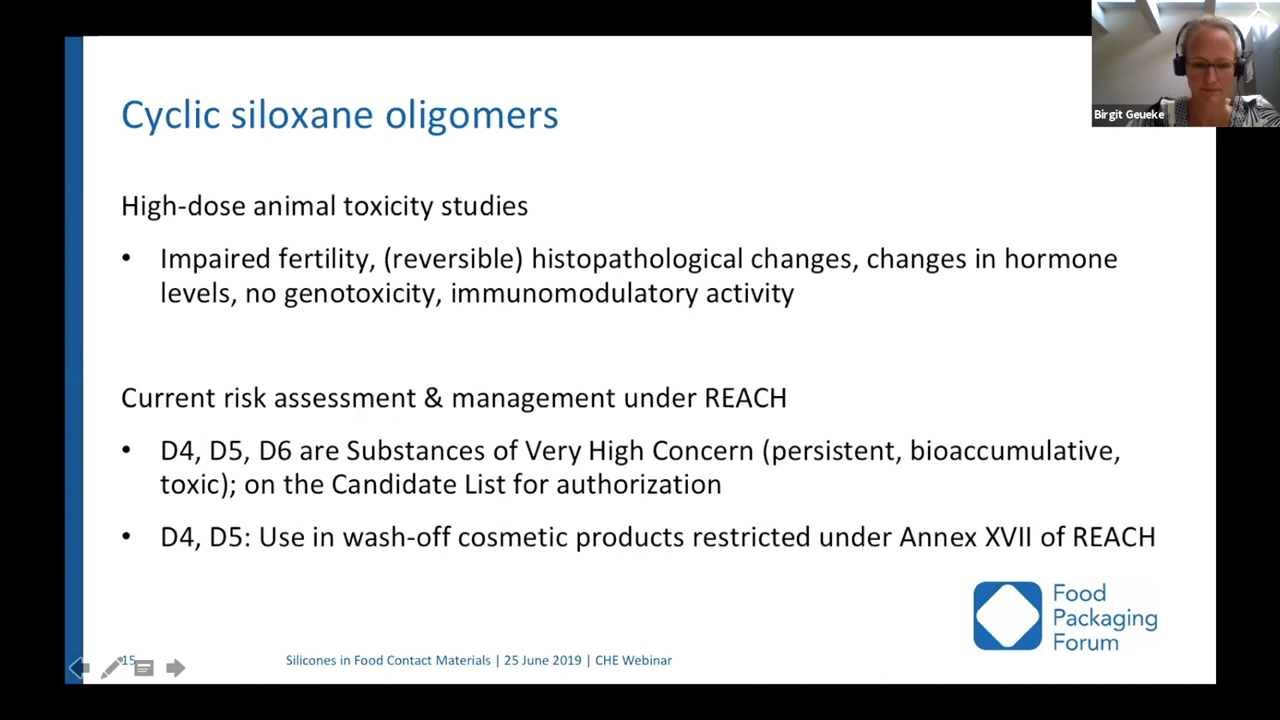 Birgit Geueke
Cyclic siloxane oligomers
High-dose animal toxicity studies
• Impaired fertility, (reversible) histopathological changes, changes in hormone
levels, no genotoxicity, immunomodulatory activity
Current risk assessment & management under REACH
• D4, D5, D6 are Substances of Very High Concern (persistent, bioaccumulative,
toxic); on the Candidate List for authorization
• D4, D5: Use in wash-off cosmetic products restricted under Annex XVII of REACH
Food
Packaging
Forum
15
Silicones in Food Contact Materials | 25 June 2019 | CHE Webinar